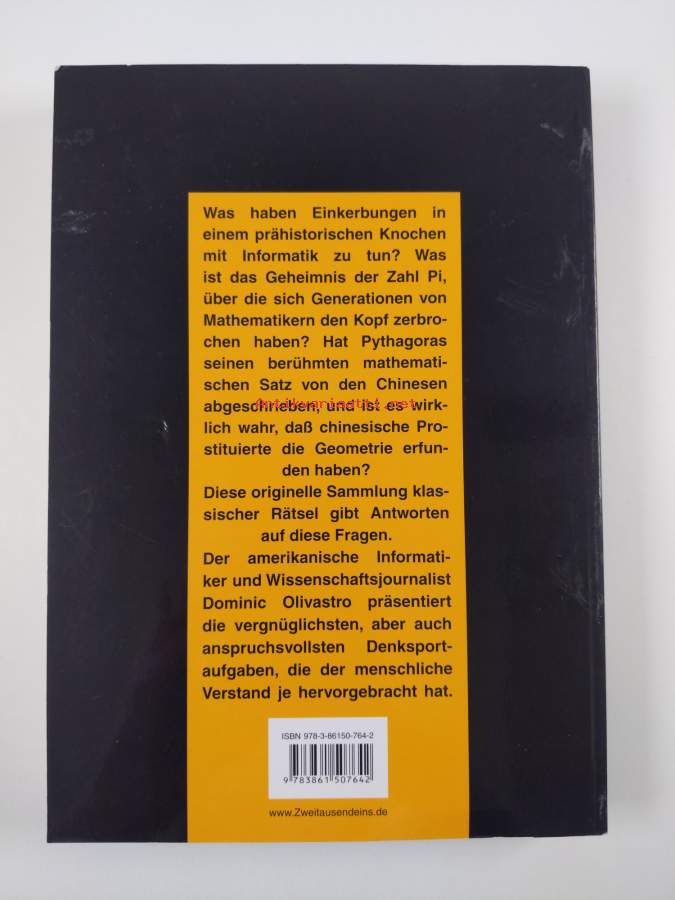 Was haben Einkerbungen in
einem prähistorischen Knochen
mit Informatik zu tun? Was
ist das Geheimnis der Zahl Pi,
über die sich Generationen von
Mathematikern den Kopf zerbro-
chen haben? Hat Pythagoras
seinen berühmten mathemati-
schen Satz von den Chinesen
abgeschrieben, und ist es wirk-
lich wahr, daß chinesische Pro-
stituierte die Geometrie erfun-
den haben?
Diese originelle Sammlung klas-
sischer Rätsel gibt Antworten
auf diese Fragen.
Der amerikanische Informati-
ker und Wissenschaftsjournalist
Dominic Olivastro präsentiert
die vergnüglichsten, aber auch
anspruchsvollsten Denksport-
aufgaben, die der menschliche
Verstand je hervorgebracht hat.
ISBN 978-3-86150-764-2
9 783861 507642
www.Zweitausendeins.de